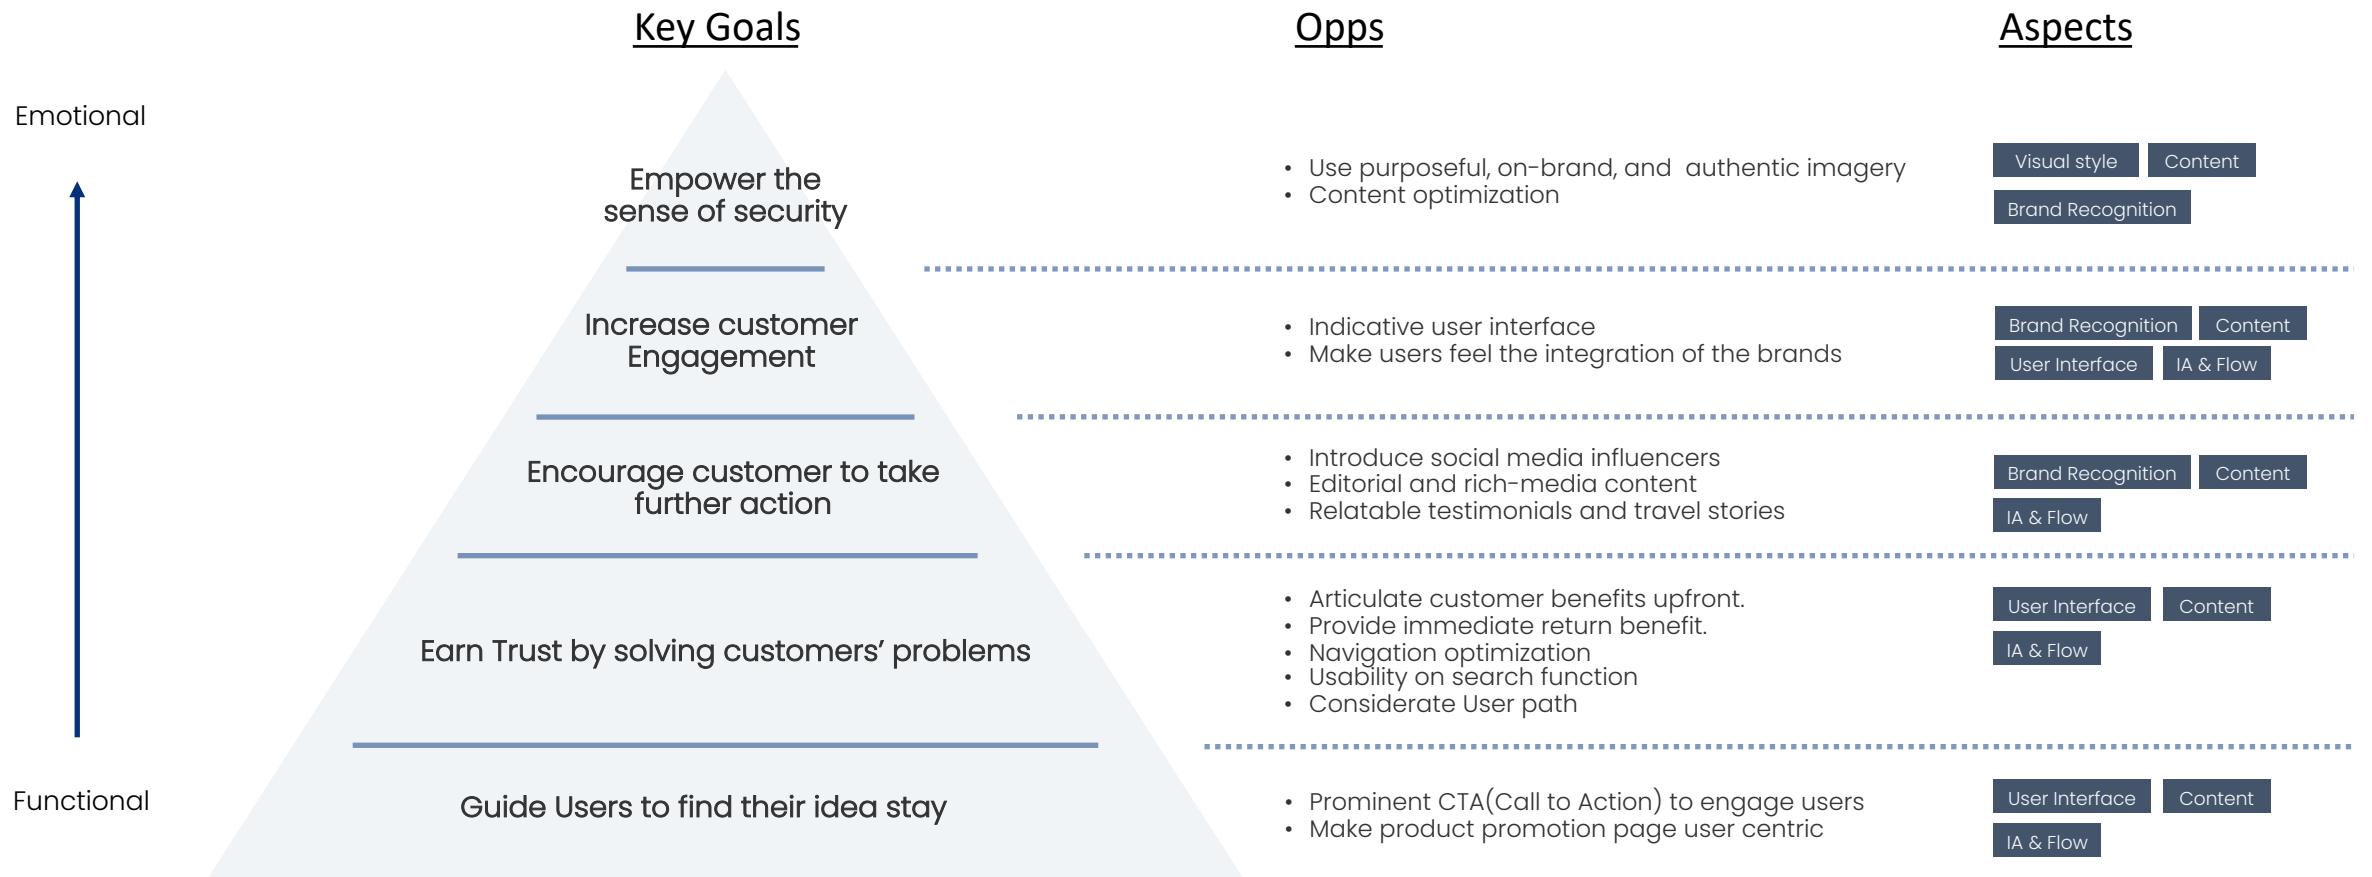 Key Goals
Opps
Aspects
Emotional
Empower the
sense of security
• Use purposeful, on-brand, and authentic imagery
• Content optimization
Visual style
Content
Brand Recognition
Increase customer
Engagement
• Indicative user interface
• Make users feel the integration of the brands
Brand Recognition
Content
User Interface
IA & Flow
Encourage customer to take
further action
• Introduce social media influencers
• Editorial and rich-media content
• Relatable testimonials and travel stories
Brand Recognition
Content
IA & Flow
Earn Trust by solving customers’ problems
• Articulate customer benefits upfront.
• Provide immediate return benefit.
• Navigation optimization
• Usability on search function
• Considerate User path
User Interface
Content
IA & Flow
Functional
Guide Users to find their idea stay
• Prominent CTA(Call to Action) to engage users
• Make product promotion page user centric
User Interface
Content
IA & Flow